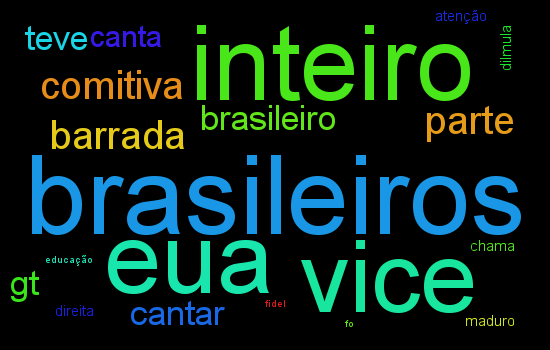 atenção
teve canta
inteiro
dilmula
comitiva
brasileiro
parte
barrada
brasileiros
eua
vice
chama
educação
gt
fidel
direita
cantar
fo
maduro